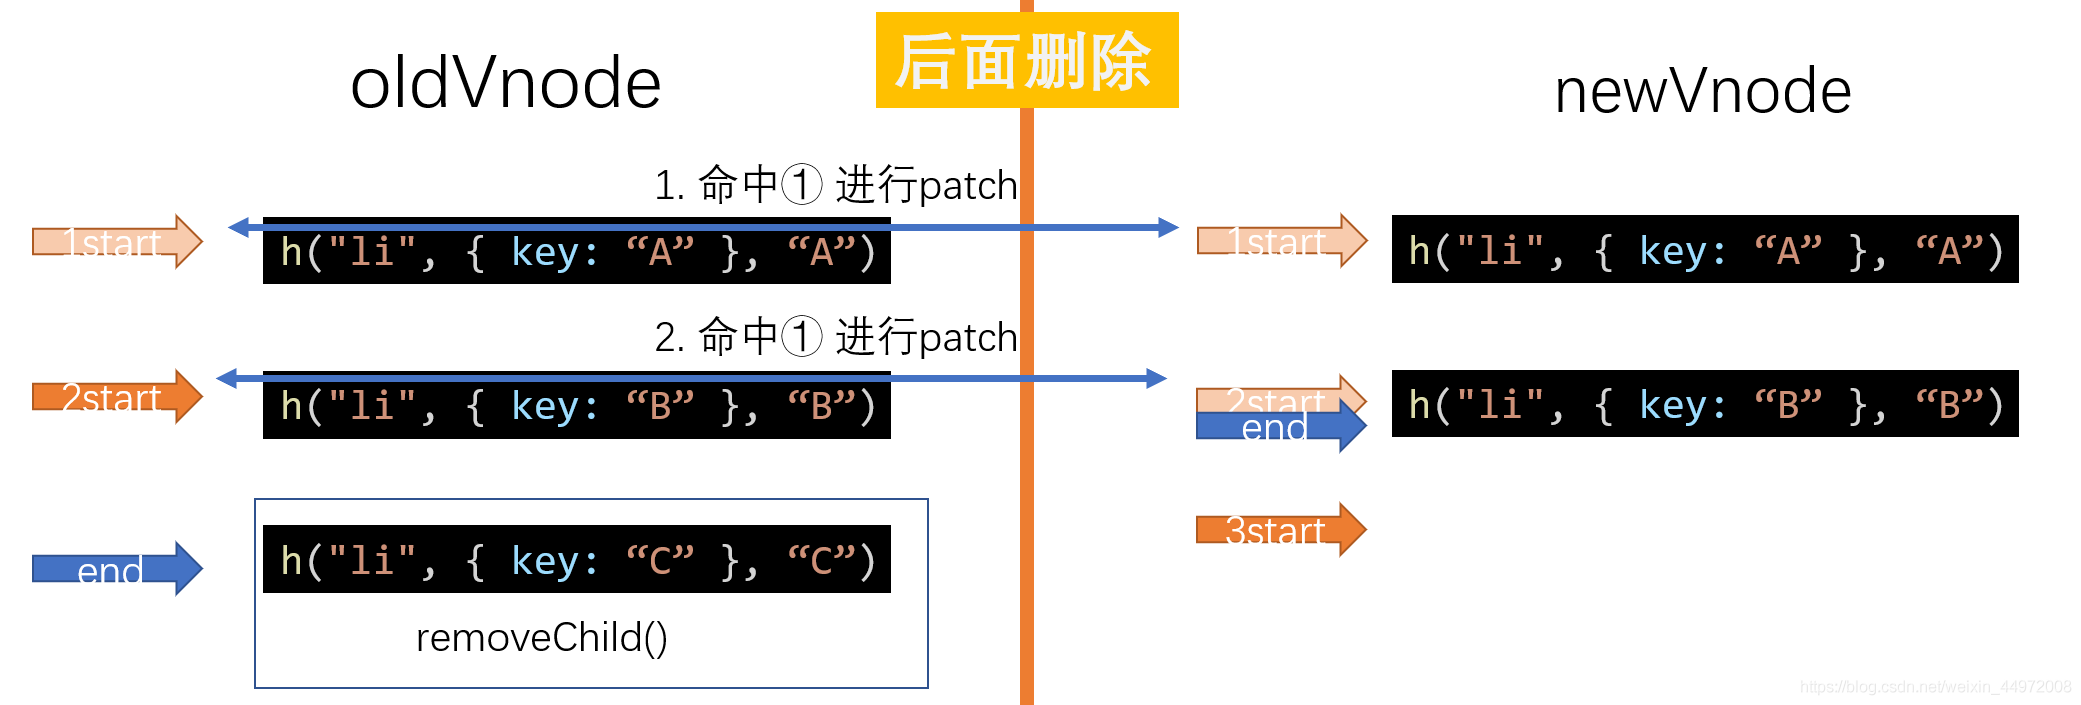 后面删除
oldVnode
newVnode
1. 命中① 进行patch
1start
h("li", { key: “A” }, “A”)
1start
h("li", { key: “A” }, “A”)
2. 命中① 进行patch
2start
h("li", { key: “B” }, “B”)
2start
end
h("li", { key: “B” }, “B”)
end
h("li", { key: “C” }, “C”)
3start
removeChild()
https://blog.csdn.net/weixin_44972008